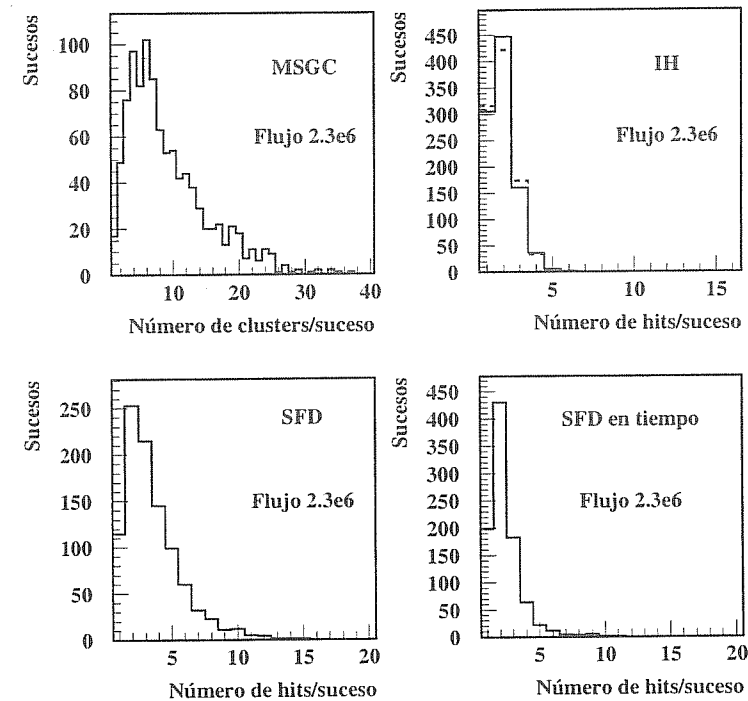 Sucesos
100
80
60
40
20
0
MSGC
Flujo 2.3e6
10
20
30
40
Número de clusters/suceso
Sucesos
450
400
350
300
250
200
150
100
50
0
IH
Flujo 2.3e6
5
10
15
Número de hits/suceso
Sucesos
250
200
150
100
50
0
SFD
Flujo 2.3e6
5
10
15
20
Número de hits/suceso
Sucesos
450
400
350
300
250
200
150
100
50
0
SFD en tiempo
Flujo 2.3e6
5
10
15
20
Número de hits/suceso